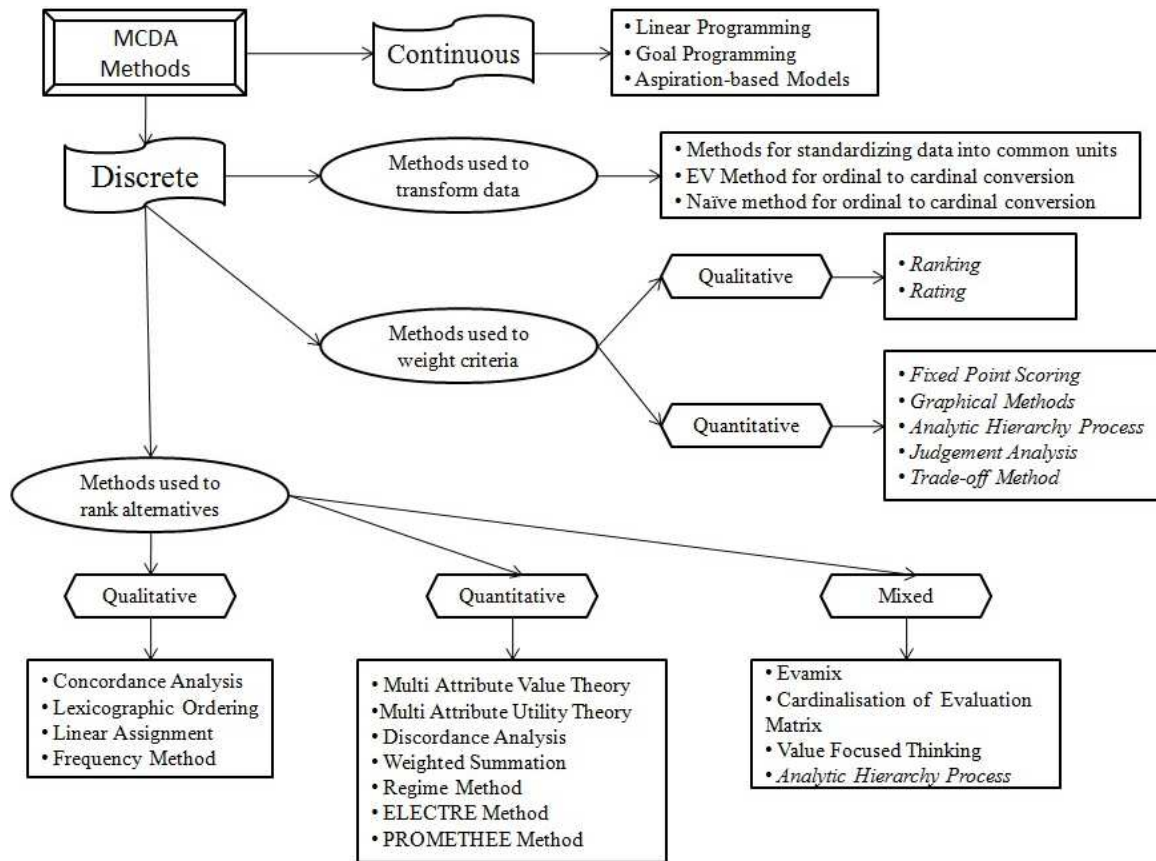 MCDA
Methods
Continuous
• Linear Programming
• Goal Programming
• Aspiration-based Models
Discrete
Methods used to
transform data
• Methods for standardizing data into common units
• EV Method for ordinal to cardinal conversion
• Naïve method for ordinal to cardinal conversion
Methods used to
weight criteria
Qualitative
• Ranking
• Rating
Quantitative
• Fixed Point Scoring
• Graphical Methods
• Analytic Hierarchy Process
• Judgement Analysis
• Trade-off Method
Methods used to
rank alternatives
Qualitative
• Concordance Analysis
• Lexicographic Ordering
• Linear Assignment
• Frequency Method
Quantitative
• Multi Attribute Value Theory
• Multi Attribute Utility Theory
• Discordance Analysis
• Weighted Summation
• Regime Method
• ELECTRE Method
• PROMETHEE Method
Mixed
• Evamix
• Cardinalisation of Evaluation
Matrix
• Value Focused Thinking
• Analytic Hierarchy Process